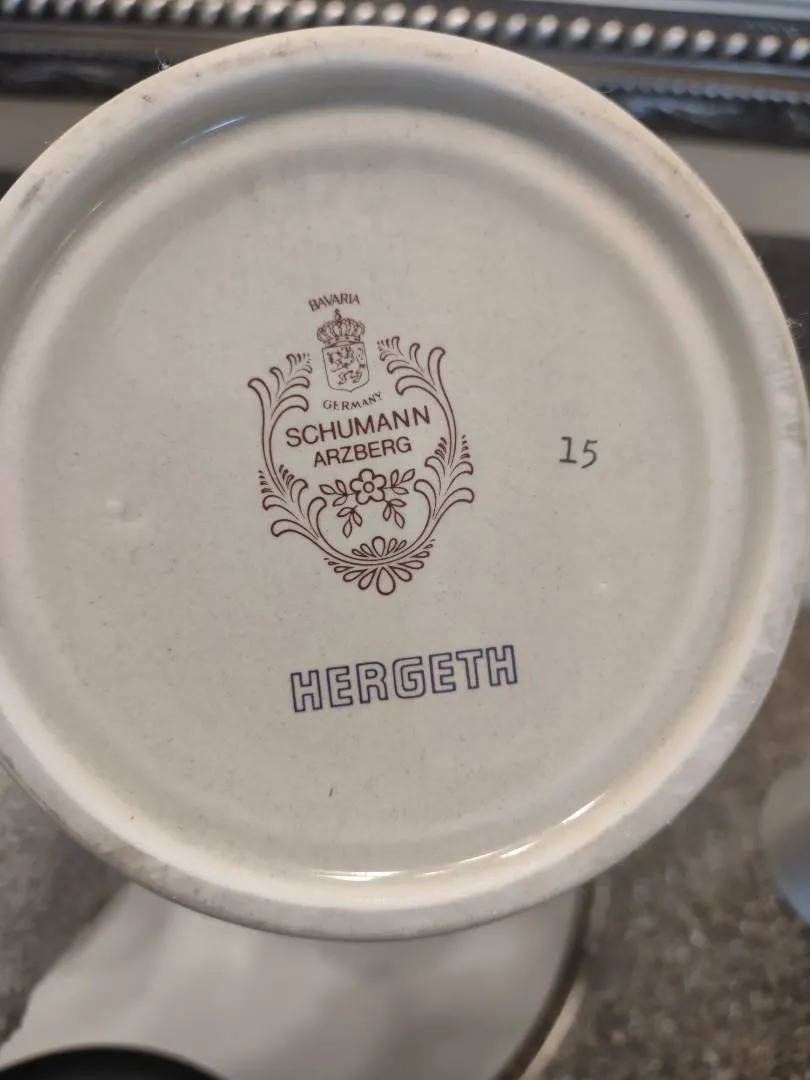 BAVARIA
GERMANY
SCHUMANN
ARZBERG
15
HERGETH